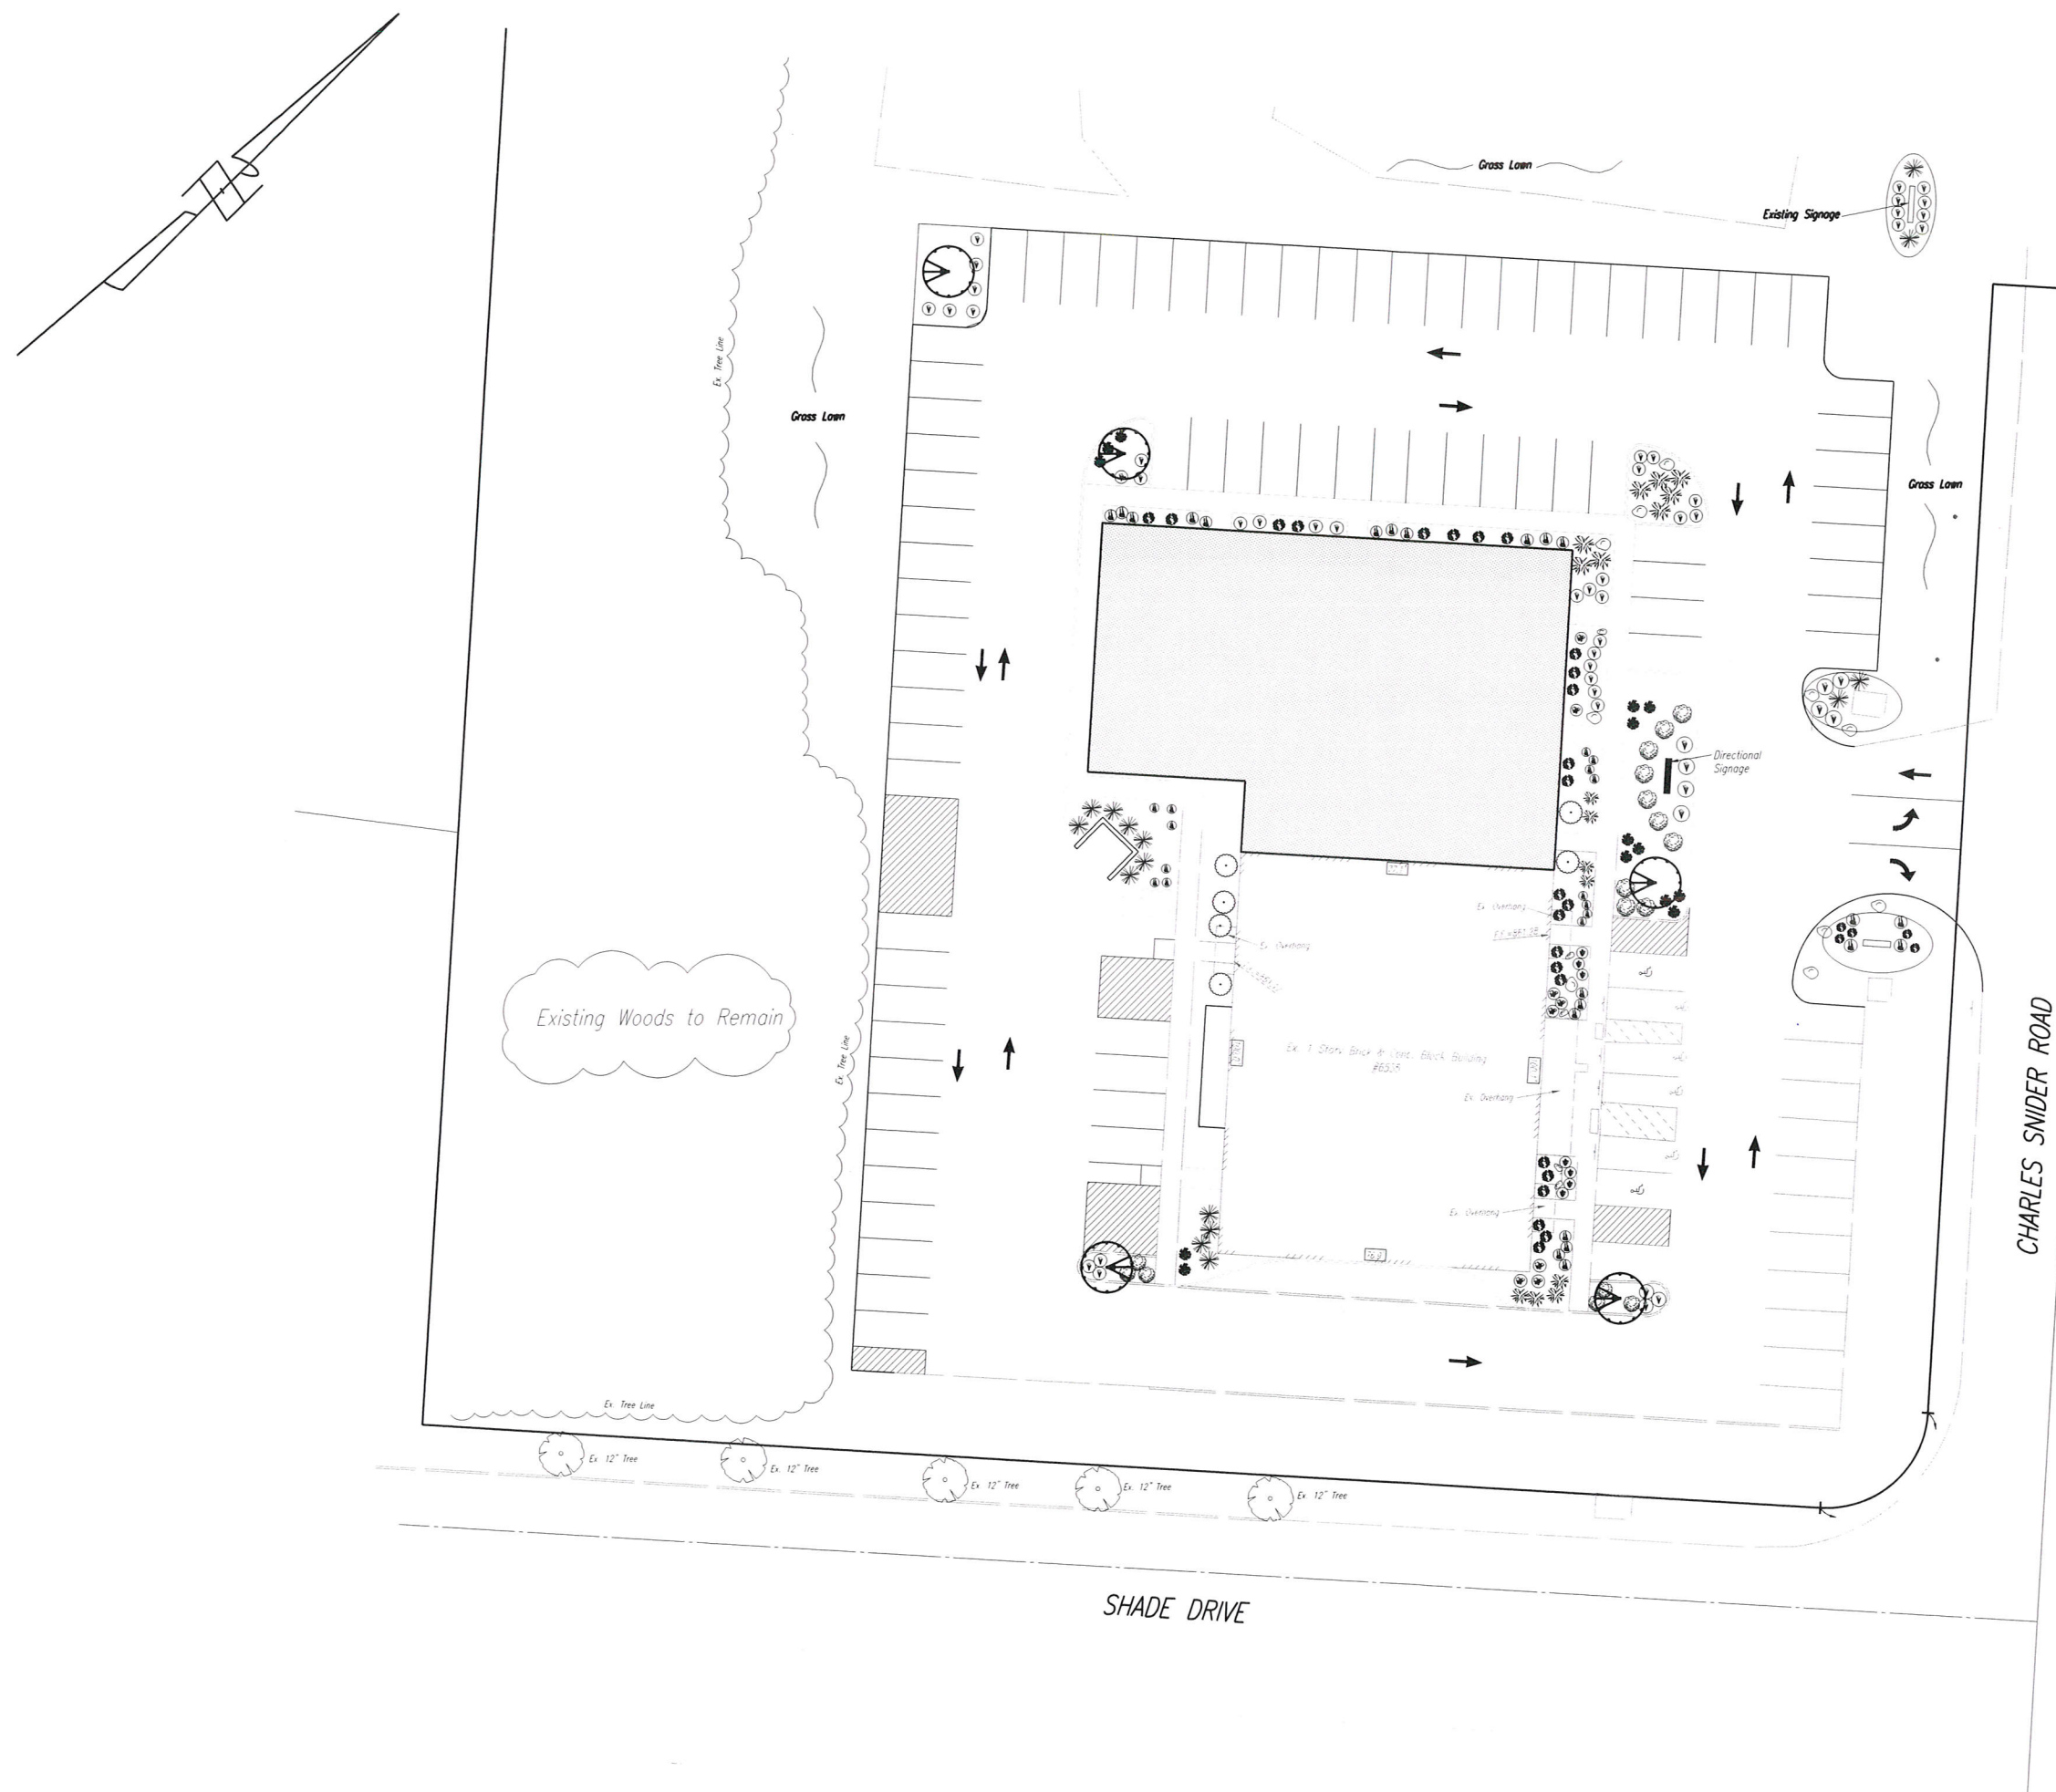 Grass Lawn
Existing Signage
Ex. Tree Line
Grass Lawn
Grass Lawn
Directional
Signage
Ex. Overhang
Ex. Overhang
Existing Woods to Remain
Ex. Tree Line
Ex. 1 Story Brick & Conc. Block Building
#6535
Ex. Overhang
Ex. Overhang
CHARLES SNIDER ROAD
Ex. Tree Line
Ex. 12" Tree
Ex. 12" Tree
Ex. 12" Tree
Ex. 12" Tree
Ex. 12" Tree
SHADE DRIVE
N